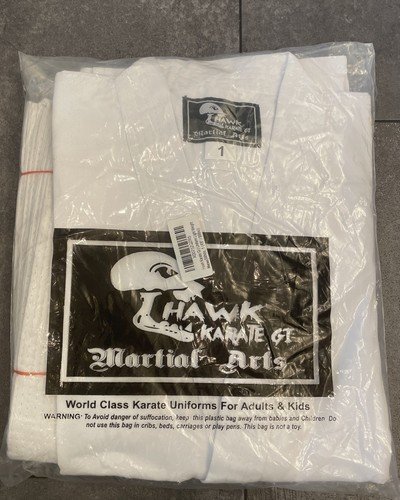 HAWK
KARATE GI
Martial - Arts
1
HAWK
KARATE GI
Martial - Arts
World Class Karate Uniforms For Adults & Kids
WARNING: To Avoid danger of suffocation, keep this plastic bag away from babies and Children Do
not use this bag in cribs, beds, carriages or play pens. This bag is not a toy.